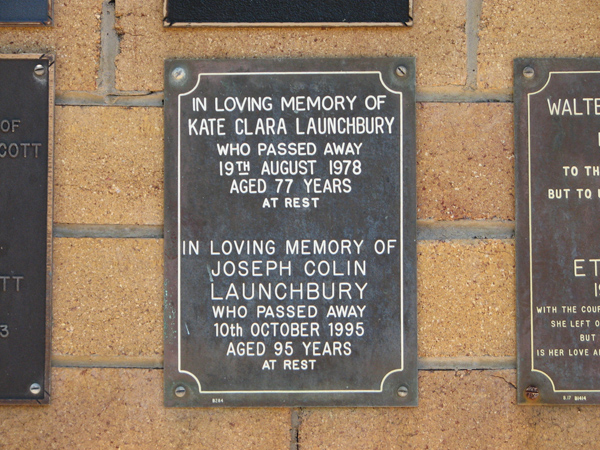 IN LOVING MEMORY OF
KATE CLARA LAUNCHBURY
WHO PASSED AWAY
19TH AUGUST 1978
AGED 77 YEARS
AT REST
IN LOVING MEMORY OF
JOSEPH COLIN
LAUNCHBURY
WHO PASSED AWAY
10th OCTOBER 1995
AGED 95 YEARS
AT REST
OF
3
WALTE
TO TH
BUT TO
ET
WITH THE COUR
SHE LEFT O
BUT
IS HER LOVE A